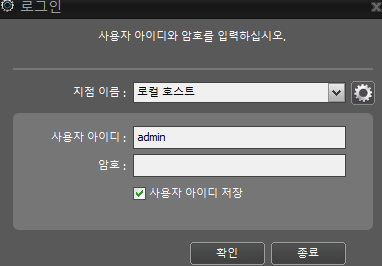 로그인
사용자 아이디와 암호를 입력하십시오.
지점 이름 : 로컬 호스트
사용자 아이디 : admin
암호 :
사용자 아이디 저장
확인 종료